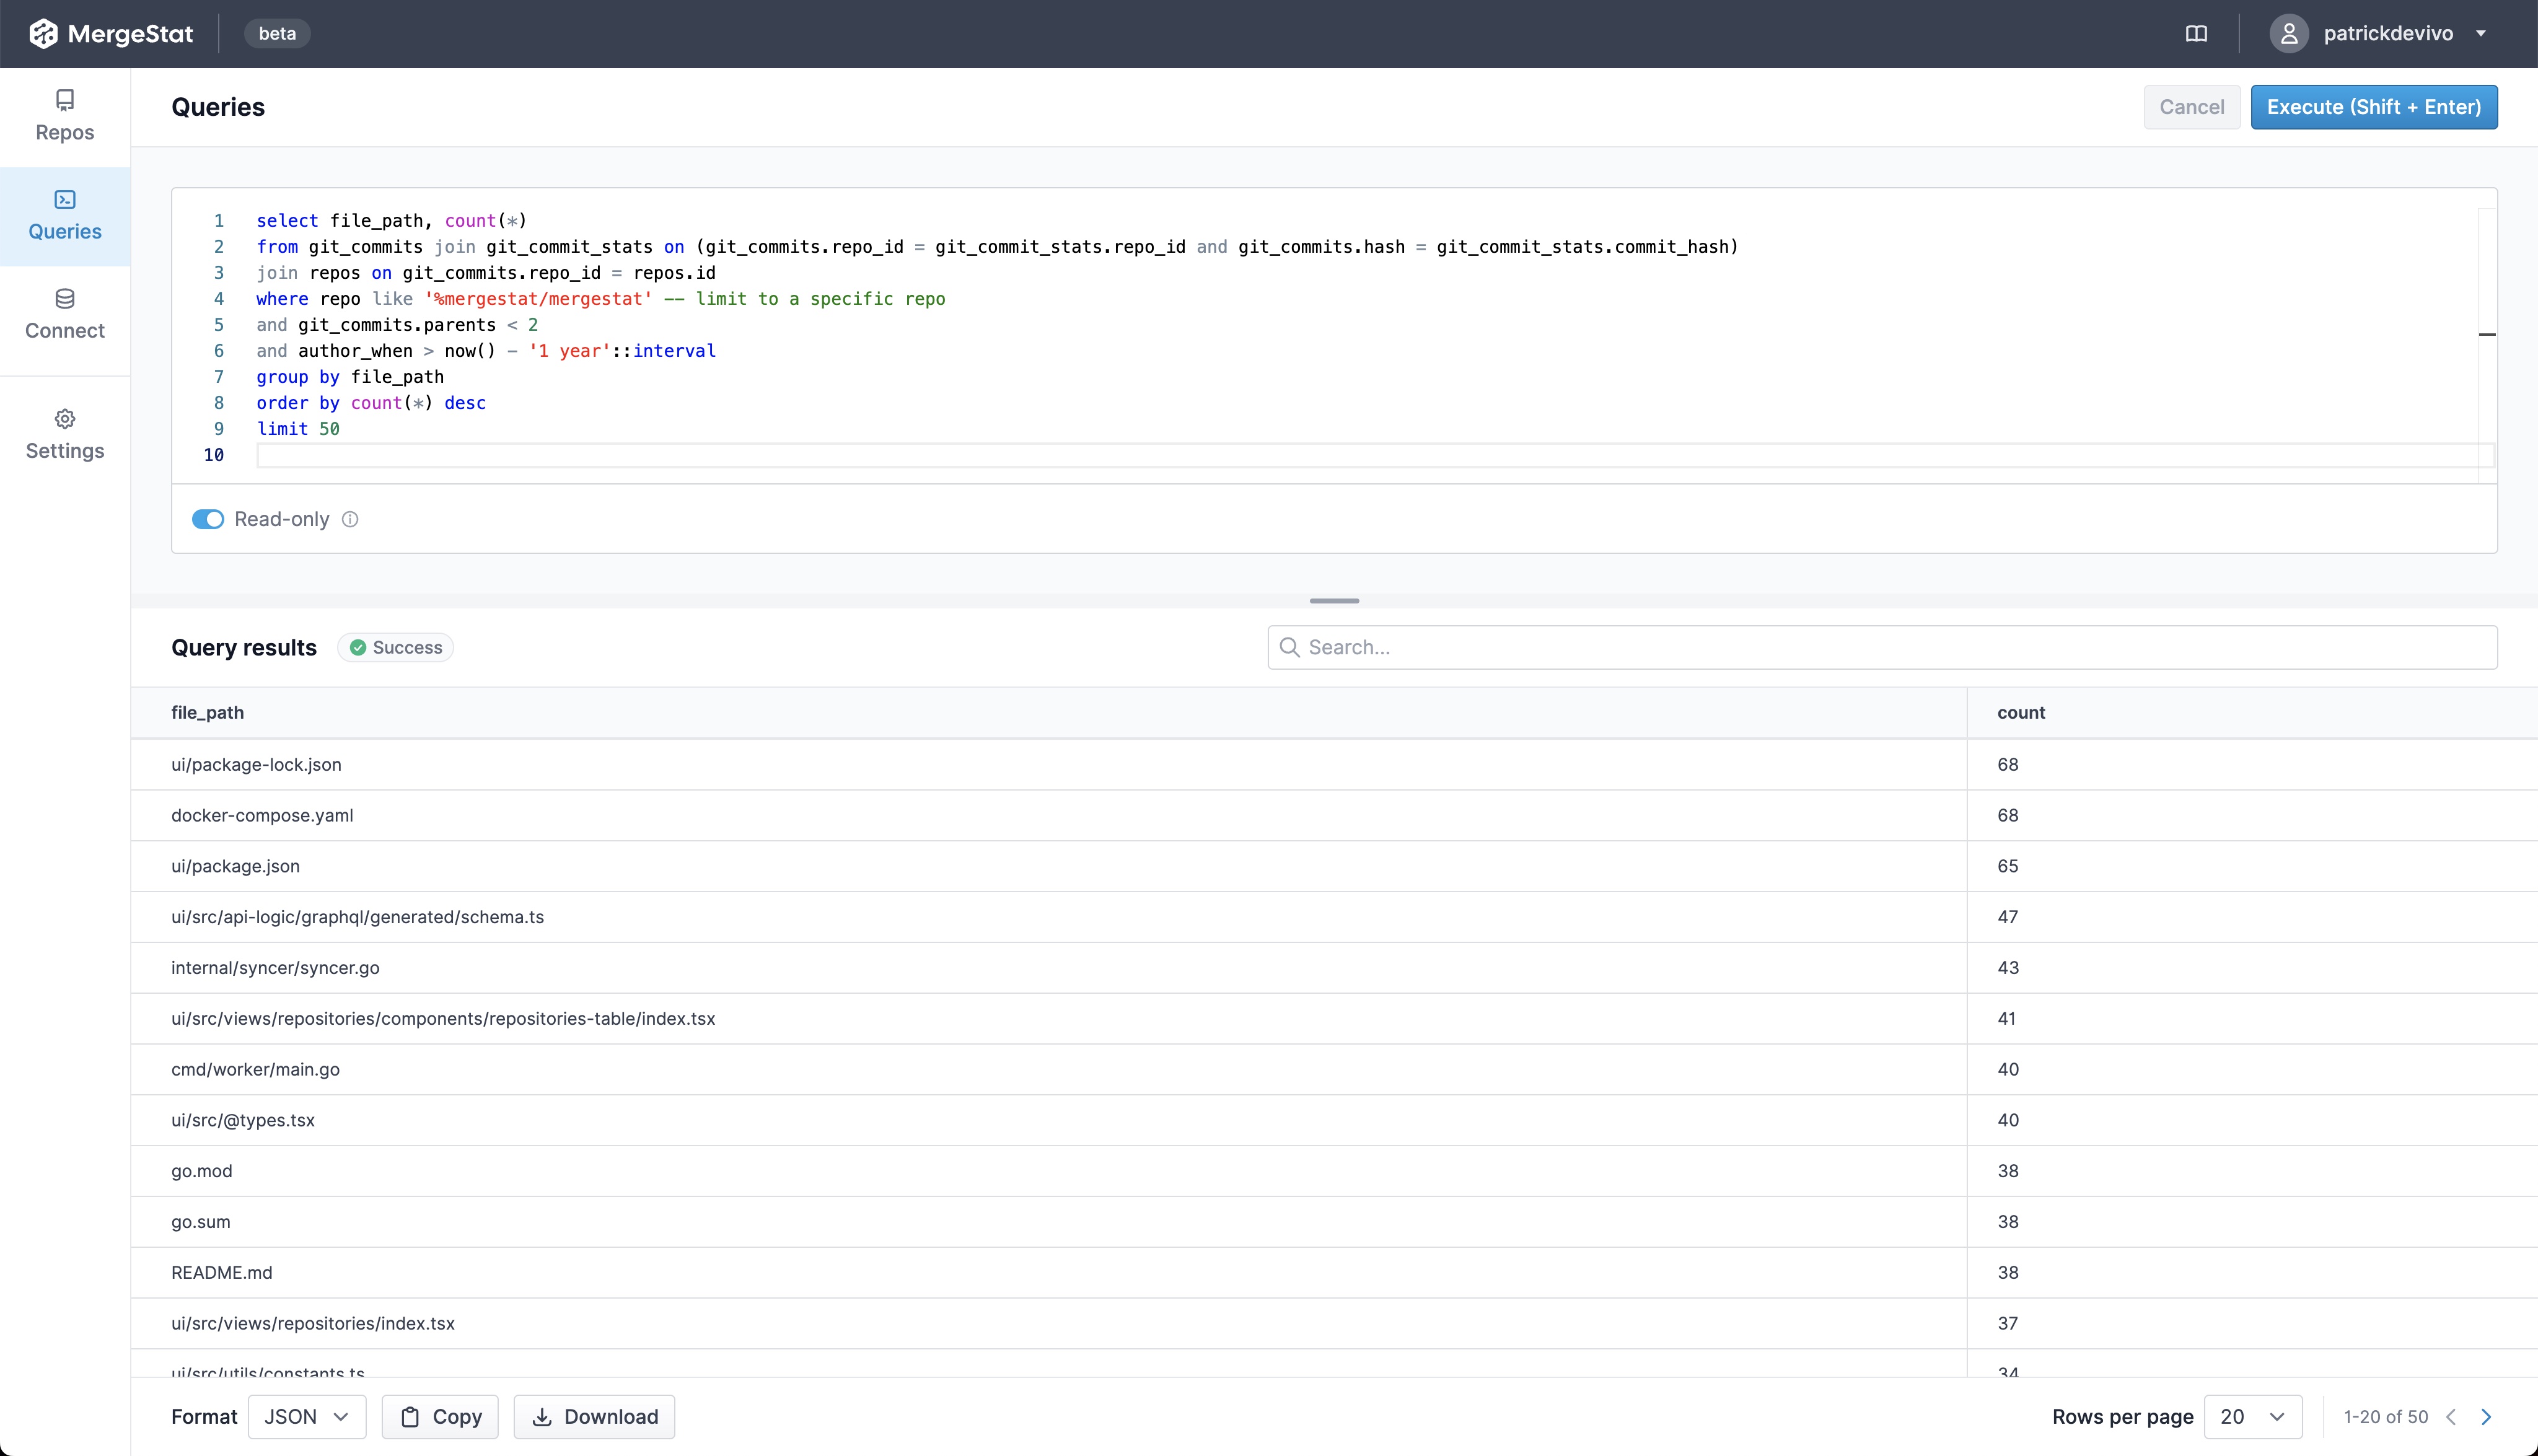 MergeStat
beta
patrickdevivo
Repos
Queries
Connect
Settings
Queries
Cancel
Execute (Shift + Enter)
1 select file_path, count(*)
2 from git_commits join git_commit_stats on (git_commits.repo_id = git_commit_stats.repo_id and git_commits.hash = git_commit_stats.commit_hash)
3 join repos on git_commits.repo_id = repos.id
4 where repo like '%mergestat/mergestat' -- limit to a specific repo
5 and git_commits.parents < 2
6 and author_when > now() - '1 year'::interval
7 group by file_path
8 order by count(*) desc
9 limit 50
10
Read-only
Query results
Success
Search...
file_path count
ui/package-lock.json 68
docker-compose.yaml 68
ui/package.json 65
ui/src/api-logic/graphql/generated/schema.ts 47
internal/syncer/syncer.go 43
ui/src/views/repositories/components/repositories-table/index.tsx 41
cmd/worker/main.go 40
ui/src/@types.tsx 40
go.mod 38
go.sum 38
README.md 38
ui/src/views/repositories/index.tsx 37
ui/src/utils/constants.ts 34
Format JSON Copy Download
Rows per page 20 1-20 of 50